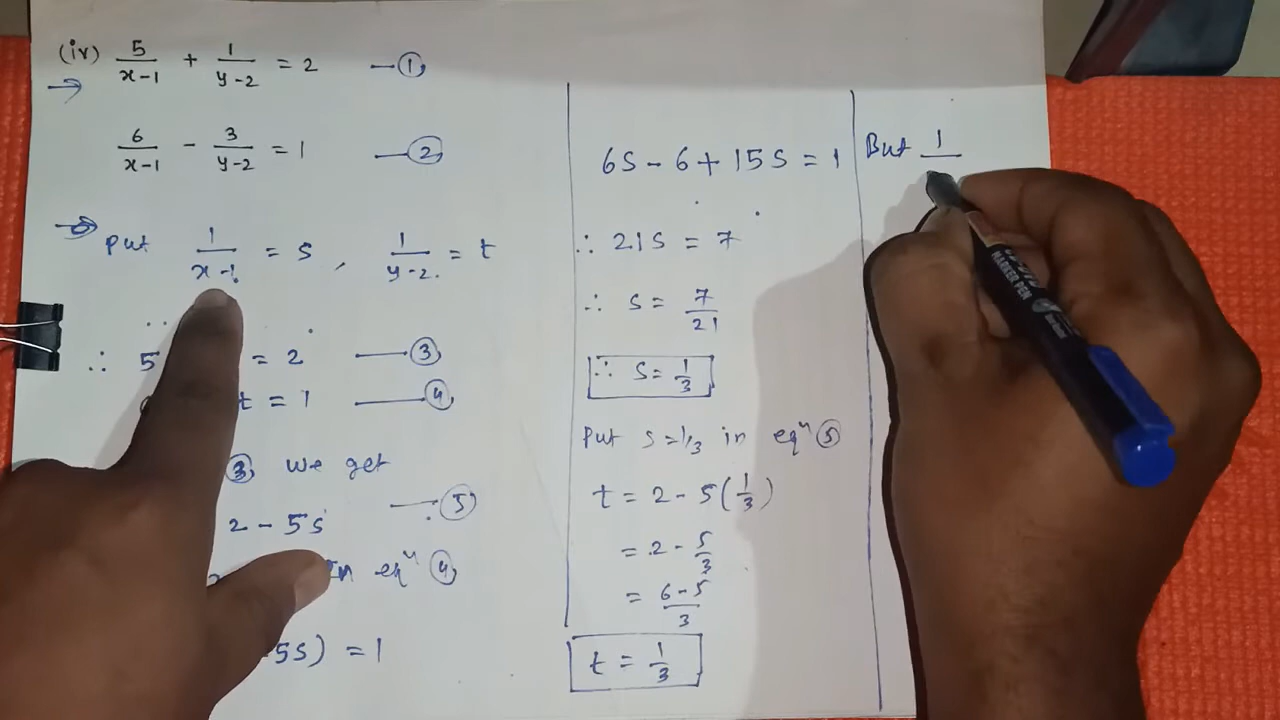 (iv) 5/(x-1) + 1/(y-2) = 2 — ①
6/(x-1) - 3/(y-2) = 1 — ②
Put 1/(x-1) = s , 1/(y-2) = t
∴ 5 = 2 — ③
t = 1 — ④
③ we get
2 - 5s — ⑤
in eqⁿ ④
5s) = 1
6s - 6 + 15s = 1
∴ 21s = 7
∴ s = 7/21
∴ s = 1/3
Put s = 1/3 in eqⁿ ⑤
t = 2 - 5(1/3)
= 2 - 5/3
= (6-5)/3
t = 1/3
But 1/
MARKER PEN